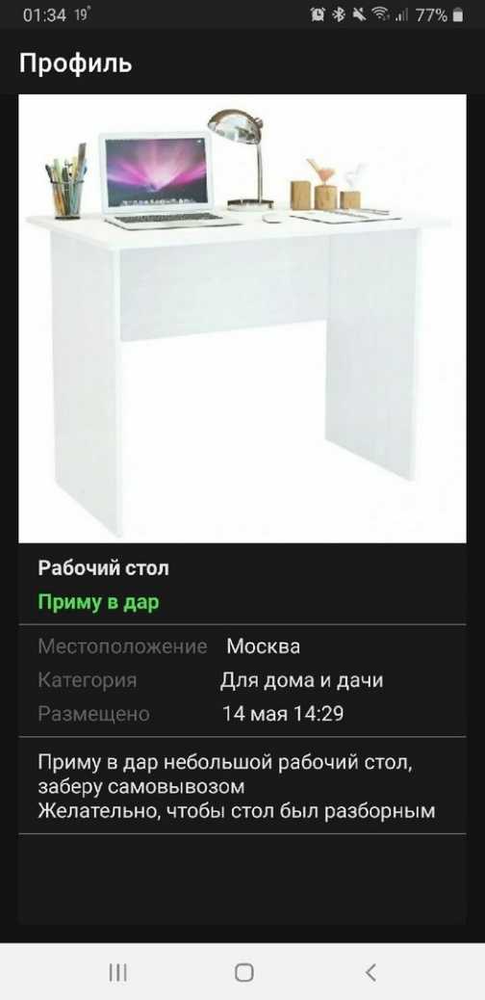 01:34 19° 77%
Профиль
Рабочий стол
Приму в дар
Местоположение Москва
Категория Для дома и дачи
Размещено 14 мая 14:29
Приму в дар небольшой рабочий стол,
заберу самовывозом
Желательно, чтобы стол был разборным